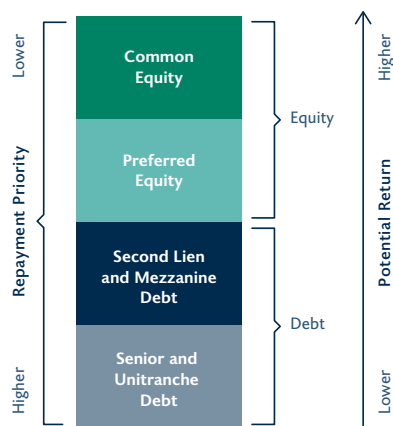 Lower
Repayment Priority
Higher
Common
Equity
Preferred
Equity
Second Lien
and Mezzanine
Debt
Senior and
Unitranche
Debt
Equity
Debt
Higher
Potential Return
Lower